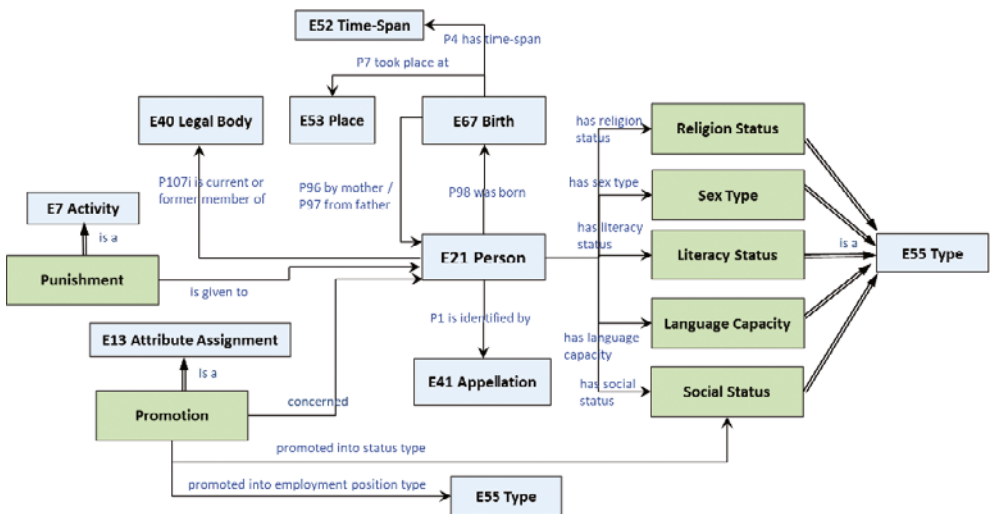 E52 Time-Span
P4 has time-span
P7 took place at
E40 Legal Body
E53 Place
E67 Birth
has religion
status
Religion Status
P107i is current or
former member of
P96 by mother /
P97 from father
P98 was born
has sex type
Sex Type
E7 Activity
is a
has literacy
status
Literacy Status
is a
E55 Type
E21 Person
Punishment
is given to
P1 is identified by
Language Capacity
E13 Attribute Assignment
has language
capacity
is a
E41 Appellation
has social
status
Social Status
concerned
Promotion
promoted into status type
promoted into employment position type
E55 Type